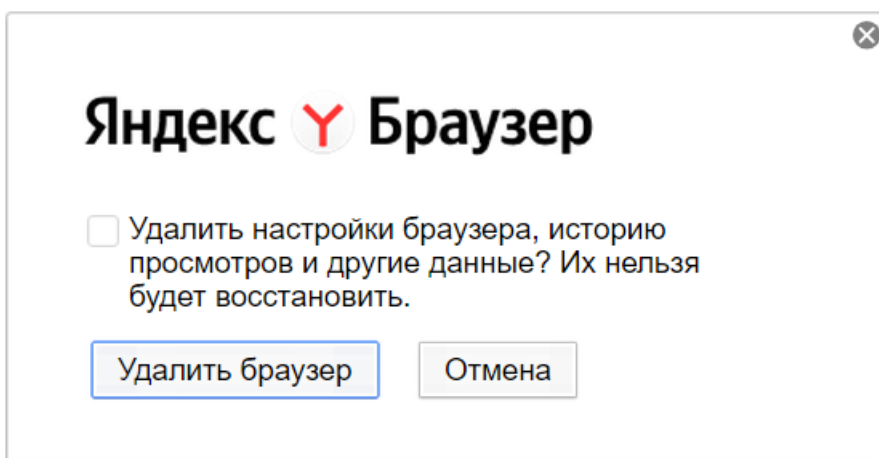 Яндекс Браузер
Удалить настройки браузера, историю
просмотров и другие данные? Их нельзя
будет восстановить.
Удалить браузер Отмена